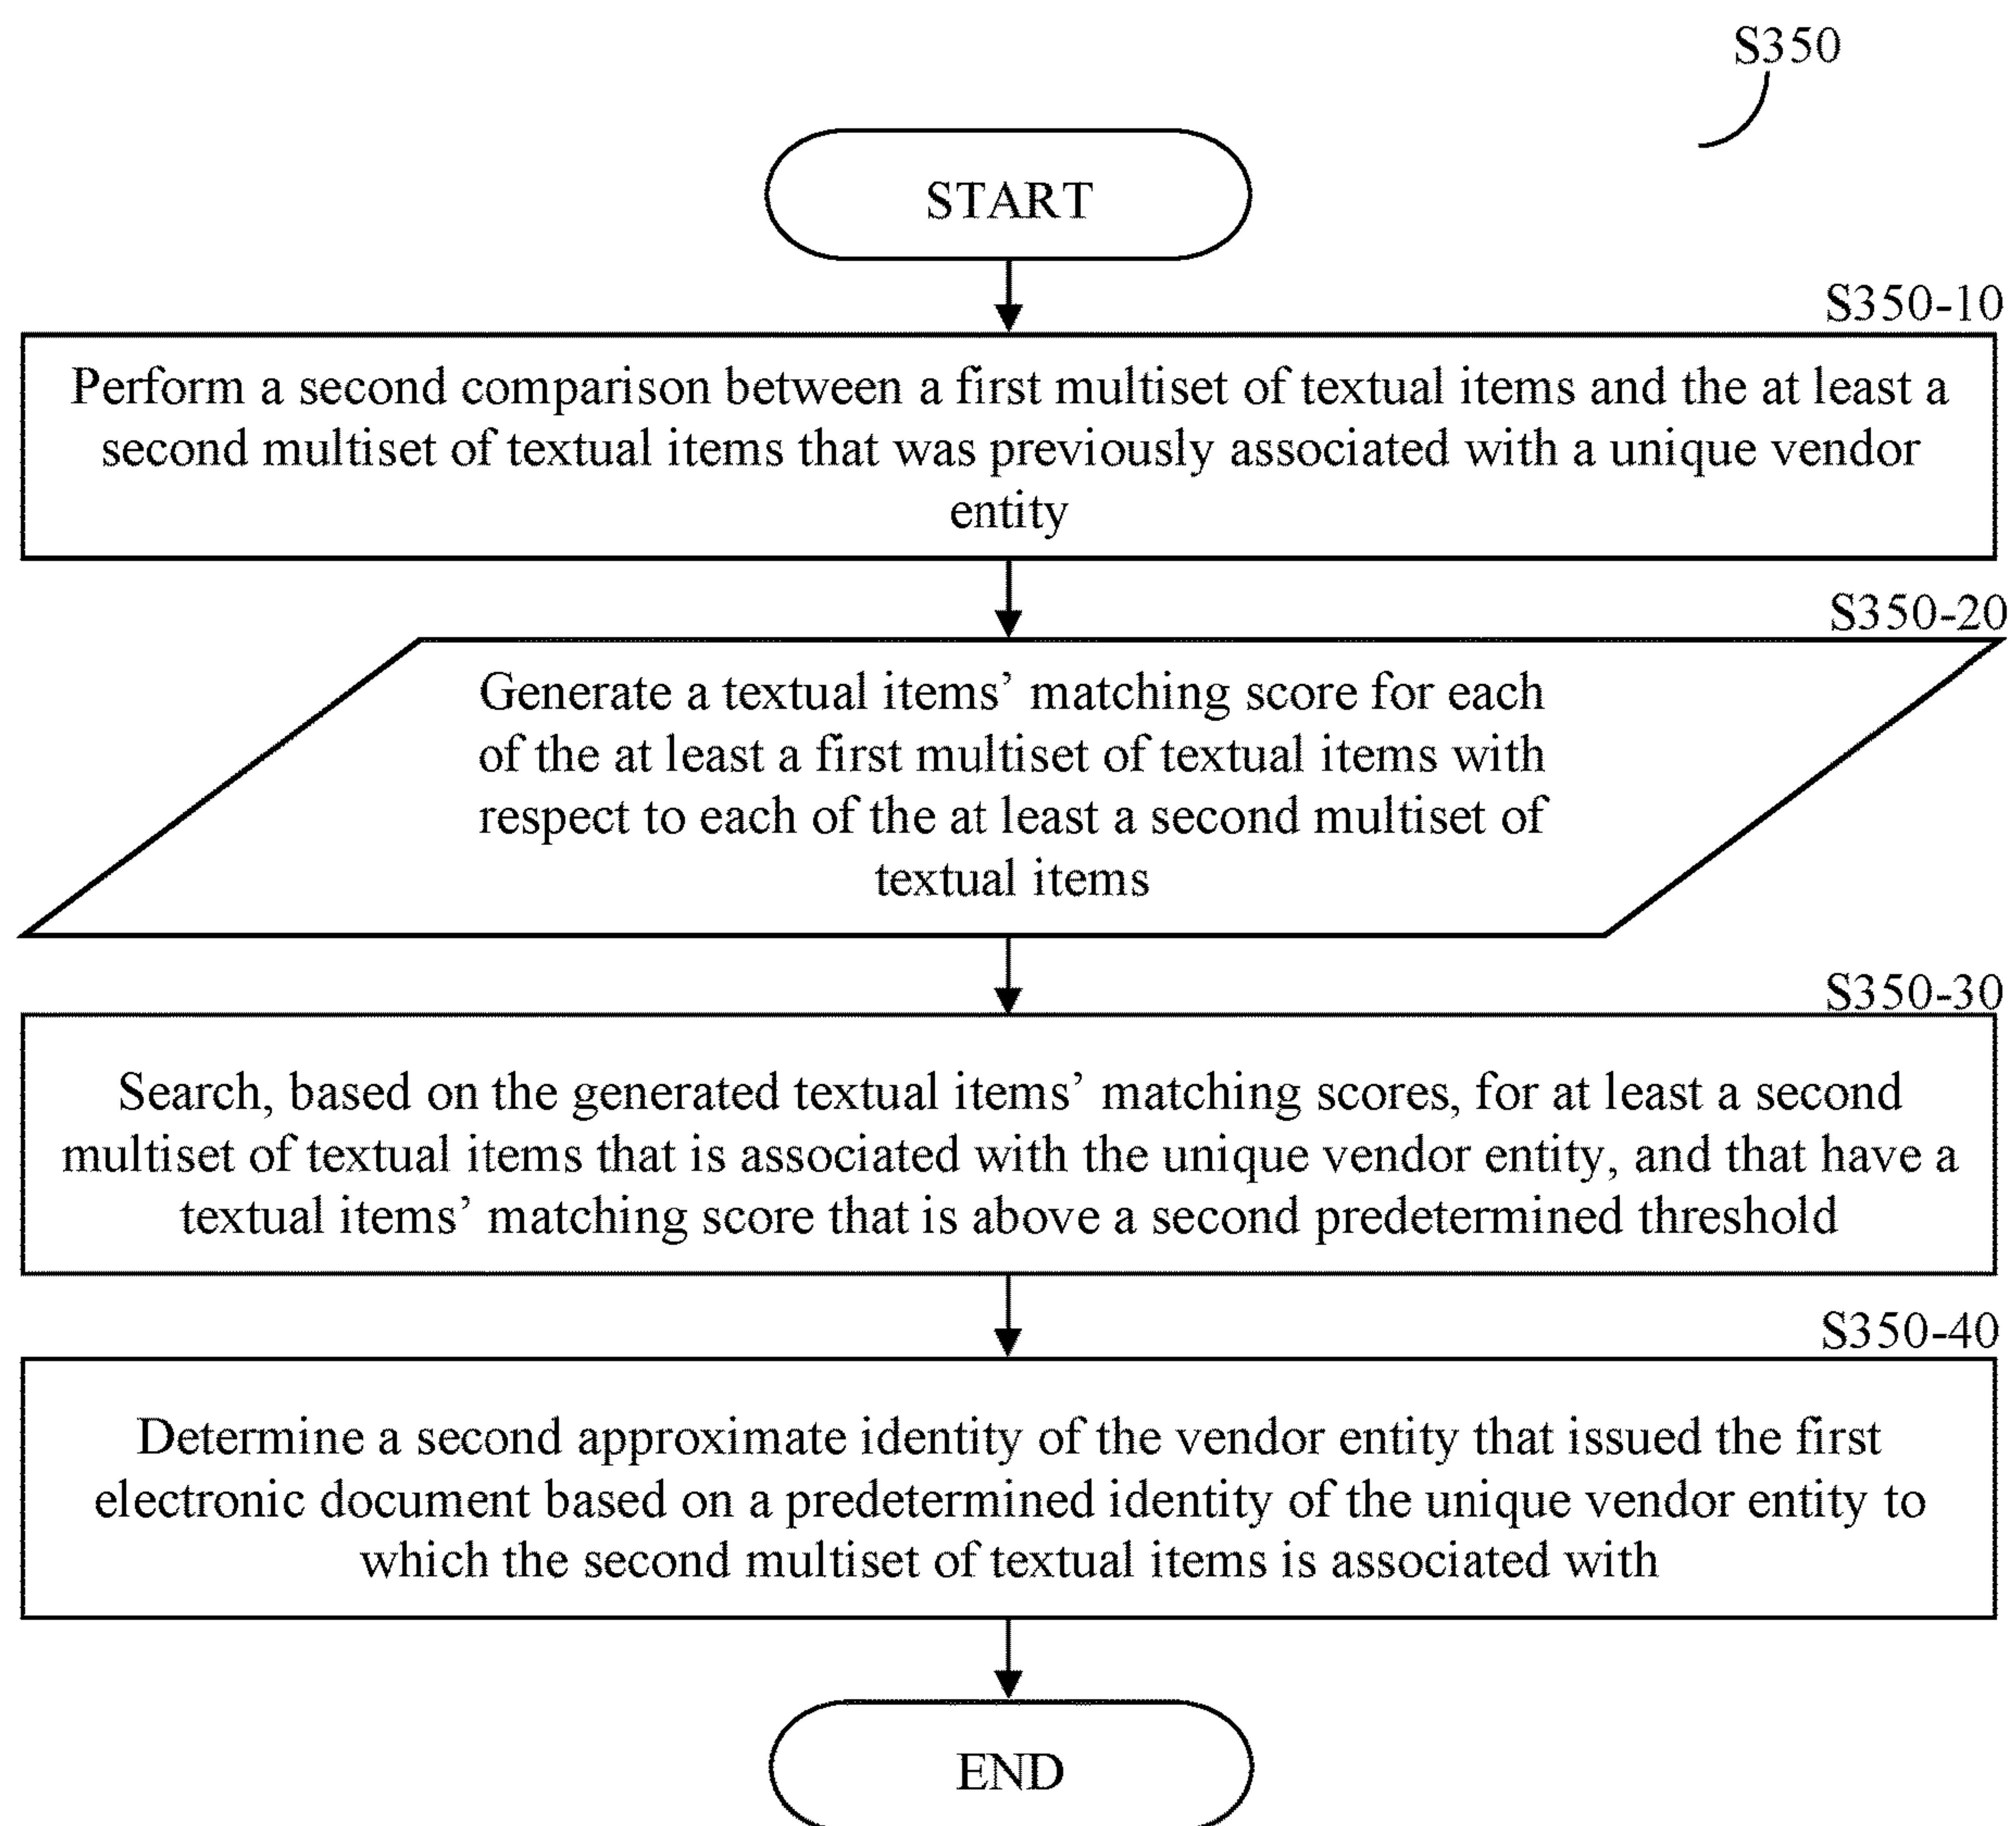 S350
START
S350-10
Perform a second comparison between a first multiset of textual items and the at least a
second multiset of textual items that was previously associated with a unique vendor
entity
S350-20
Generate a textual items’ matching score for each
of the at least a first multiset of textual items with
respect to each of the at least a second multiset of
textual items
S350-30
Search, based on the generated textual items’ matching scores, for at least a second
multiset of textual items that is associated with the unique vendor entity, and that have a
textual items’ matching score that is above a second predetermined threshold
S350-40
Determine a second approximate identity of the vendor entity that issued the first
electronic document based on a predetermined identity of the unique vendor entity to
which the second multiset of textual items is associated with
END